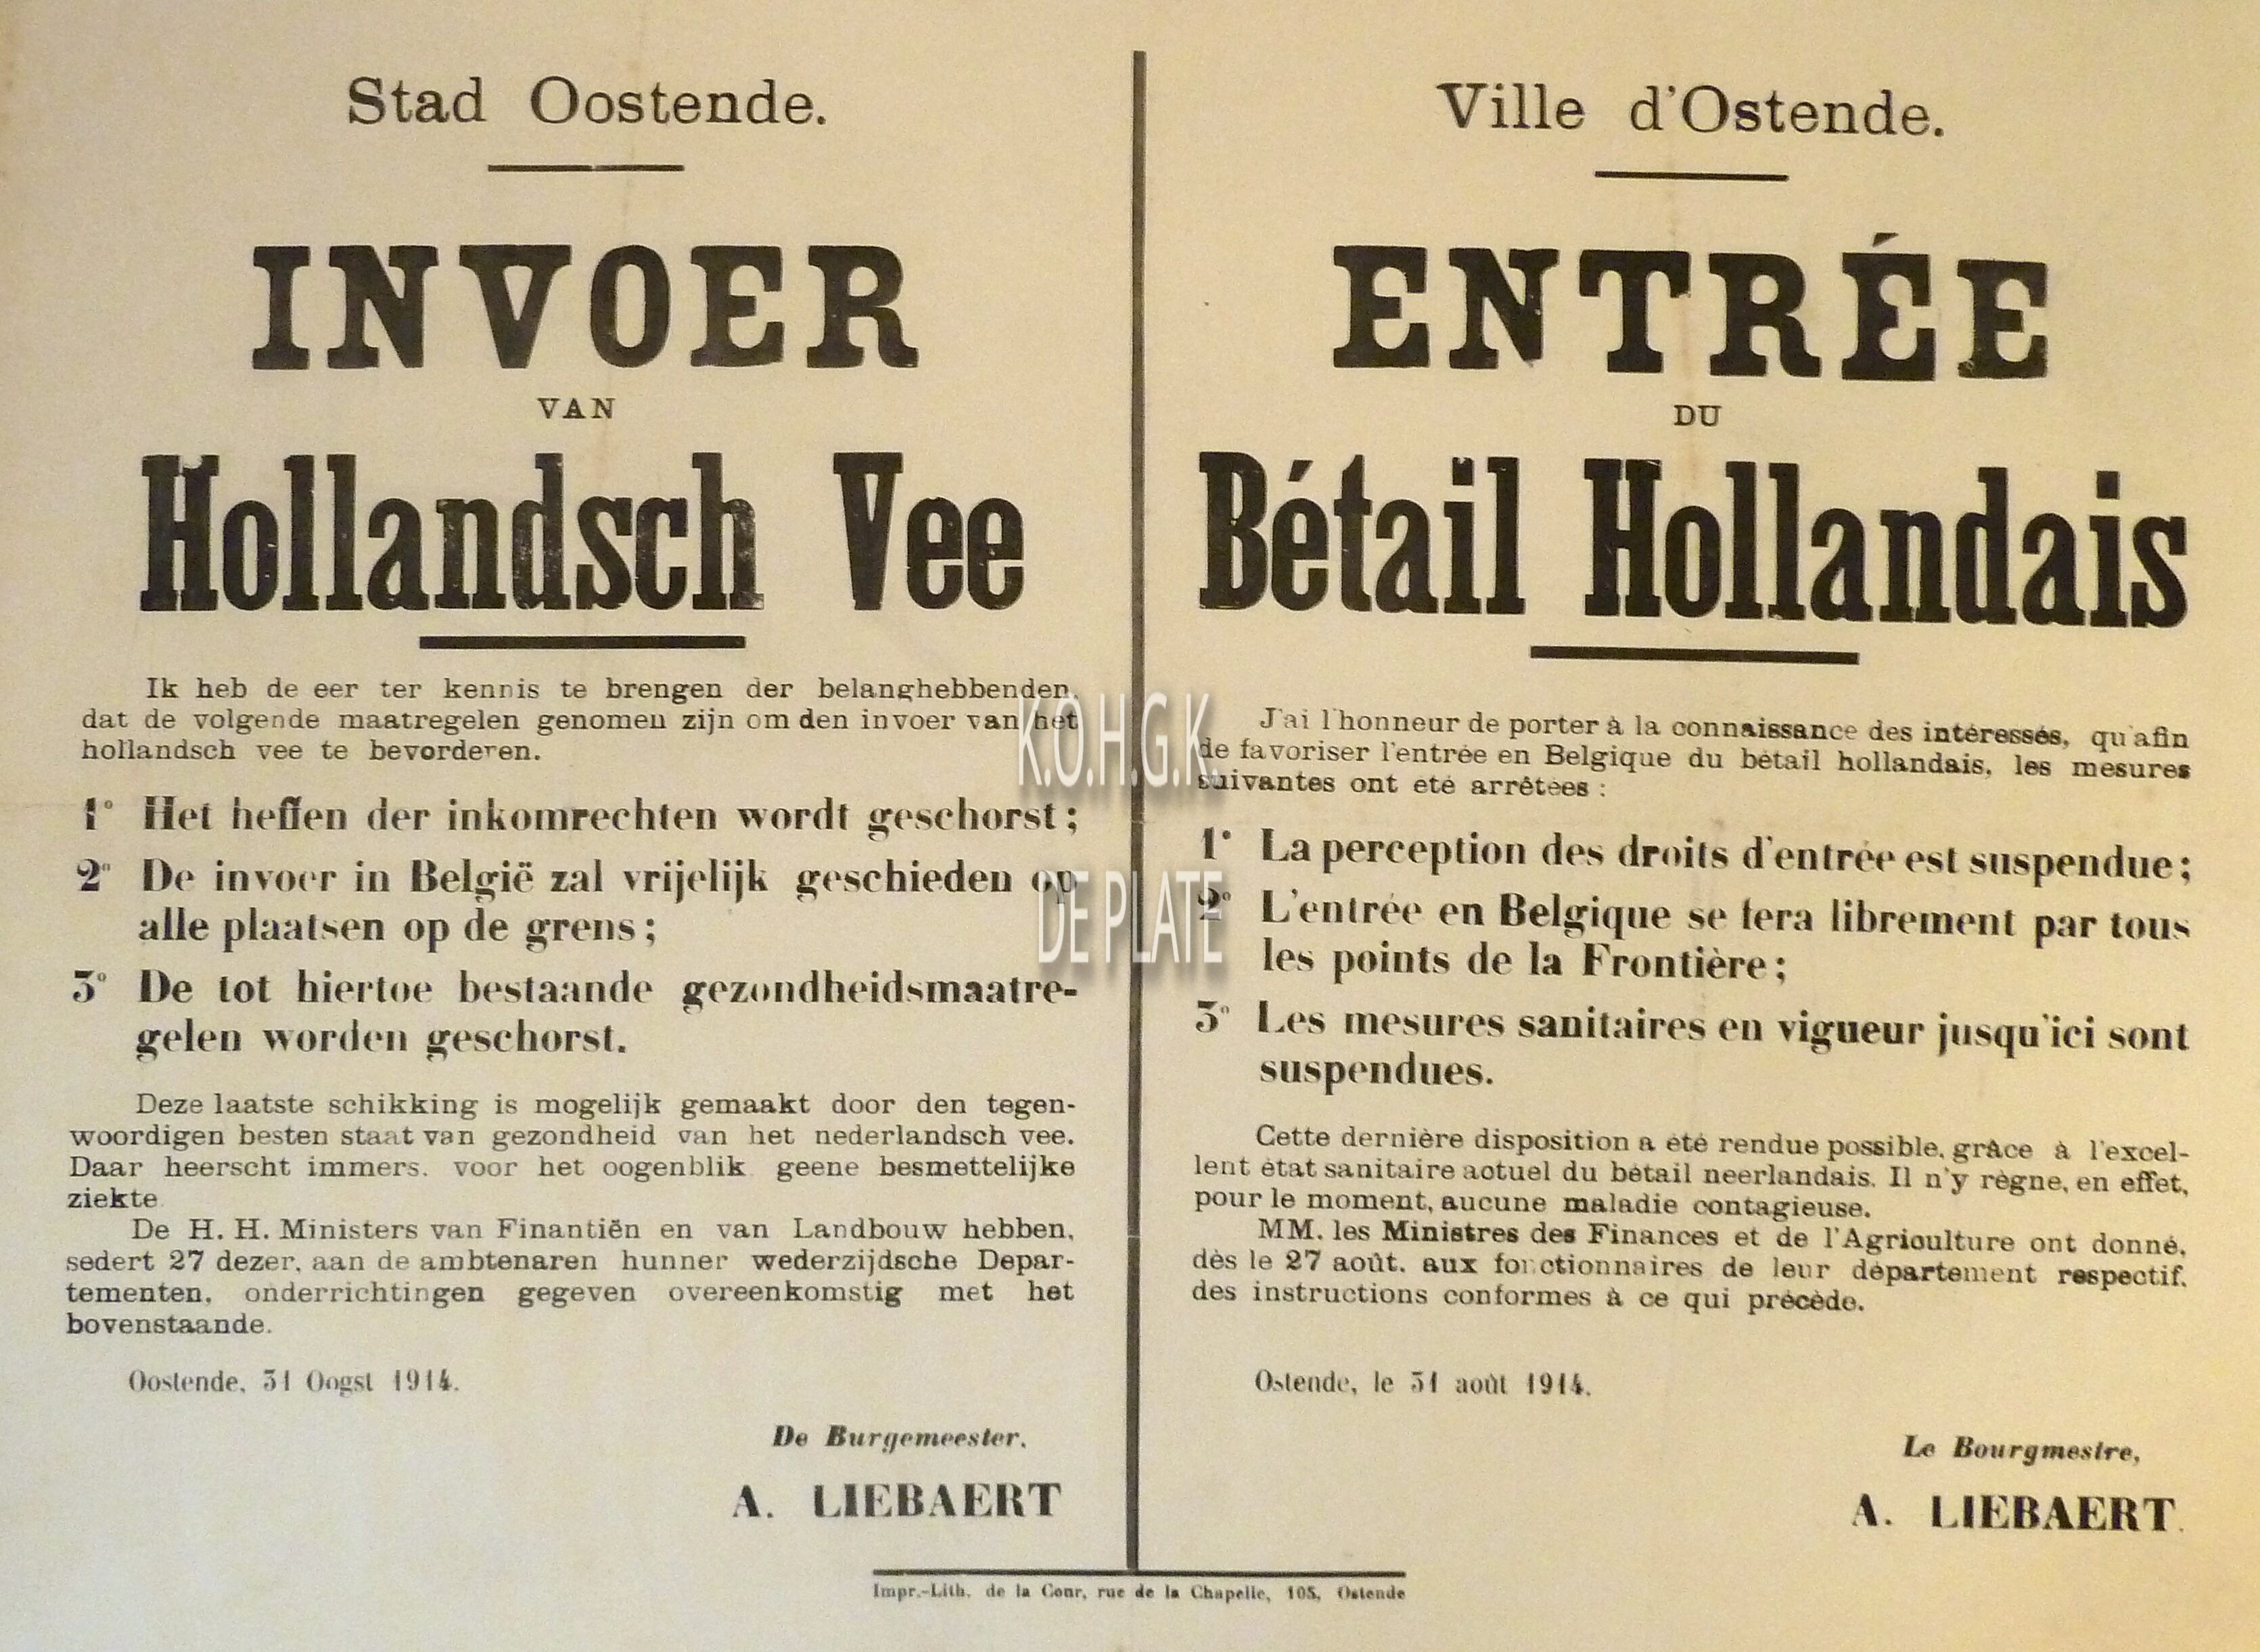 Stad Oostende.
INVOER
VAN
Hollandsch Vee
Ik heb de eer ter kennis te brengen der belanghebbenden,
dat de volgende maatregelen genomen zijn om den invoer van het
hollandsch vee te bevorderen.
1° Het heffen der inkomrechten wordt geschorst;
2° De invoer in België zal vrijelijk geschieden op
alle plaatsen op de grens;
3° De tot hiertoe bestaande gezondheidsmaatre-
gelen worden geschorst.
Deze laatste schikking is mogelijk gemaakt door den tegen-
woordigen besten staat van gezondheid van het nederlandsch vee.
Daar heerscht immers, voor het oogenblik geene besmettelijke
ziekte
De H. H. Ministers van Finantiën en van Landbouw hebben,
sedert 27 dezer, aan de ambtenaren hunner wederzijdsche Depar-
tementen, onderrichtingen gegeven overeenkomstig met het
bovenstaande.
Oostende, 31 Oogst 1914.
De Burgemeester,
A. LIEBAERT
Ville d'Ostende.
ENTRÉE
DU
Bétail Hollandais
J'ai l'honneur de porter à la connaissance des intéressés, qu'afin
de favoriser l'entrée en Belgique du bétail hollandais, les mesures
suivantes ont été arrêtées :
1° La perception des droits d'entrée est suspendue;
2° L'entrée en Belgique se fera librement par tous
les points de la Frontière;
3° Les mesures sanitaires en vigueur jusqu'ici sont
suspendues.
Cette dernière disposition a été rendue possible, grâce à l'excel-
lent état sanitaire actuel du bétail neerlandais. Il n'y règne, en effet,
pour le moment, aucune maladie contagieuse.
MM. les Ministres des Finances et de l'Agriculture ont donné,
dès le 27 août, aux fonctionnaires de leur département respectif,
des instructions conformes à ce qui précède.
Ostende, le 31 août 1914.
Le Bourgmestre,
A. LIEBAERT.
Impr.-Lith. de la Cour, rue de la Chapelle, 105, Ostende
K.O.H.G.K.
DE PLATE